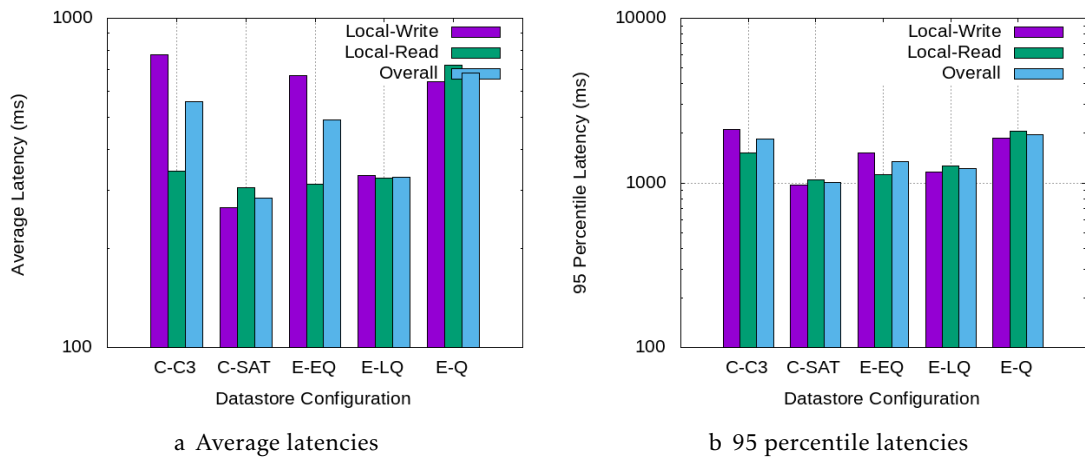 1000
Local-Write
Local-Read
Overall
Average Latency (ms)
100
C-C3 C-SAT E-EQ E-LQ E-Q
Datastore Configuration
a Average latencies
10000
Local-Write
Local-Read
Overall
95 Percentile Latency (ms)
1000
100
C-C3 C-SAT E-EQ E-LQ E-Q
Datastore Configuration
b 95 percentile latencies